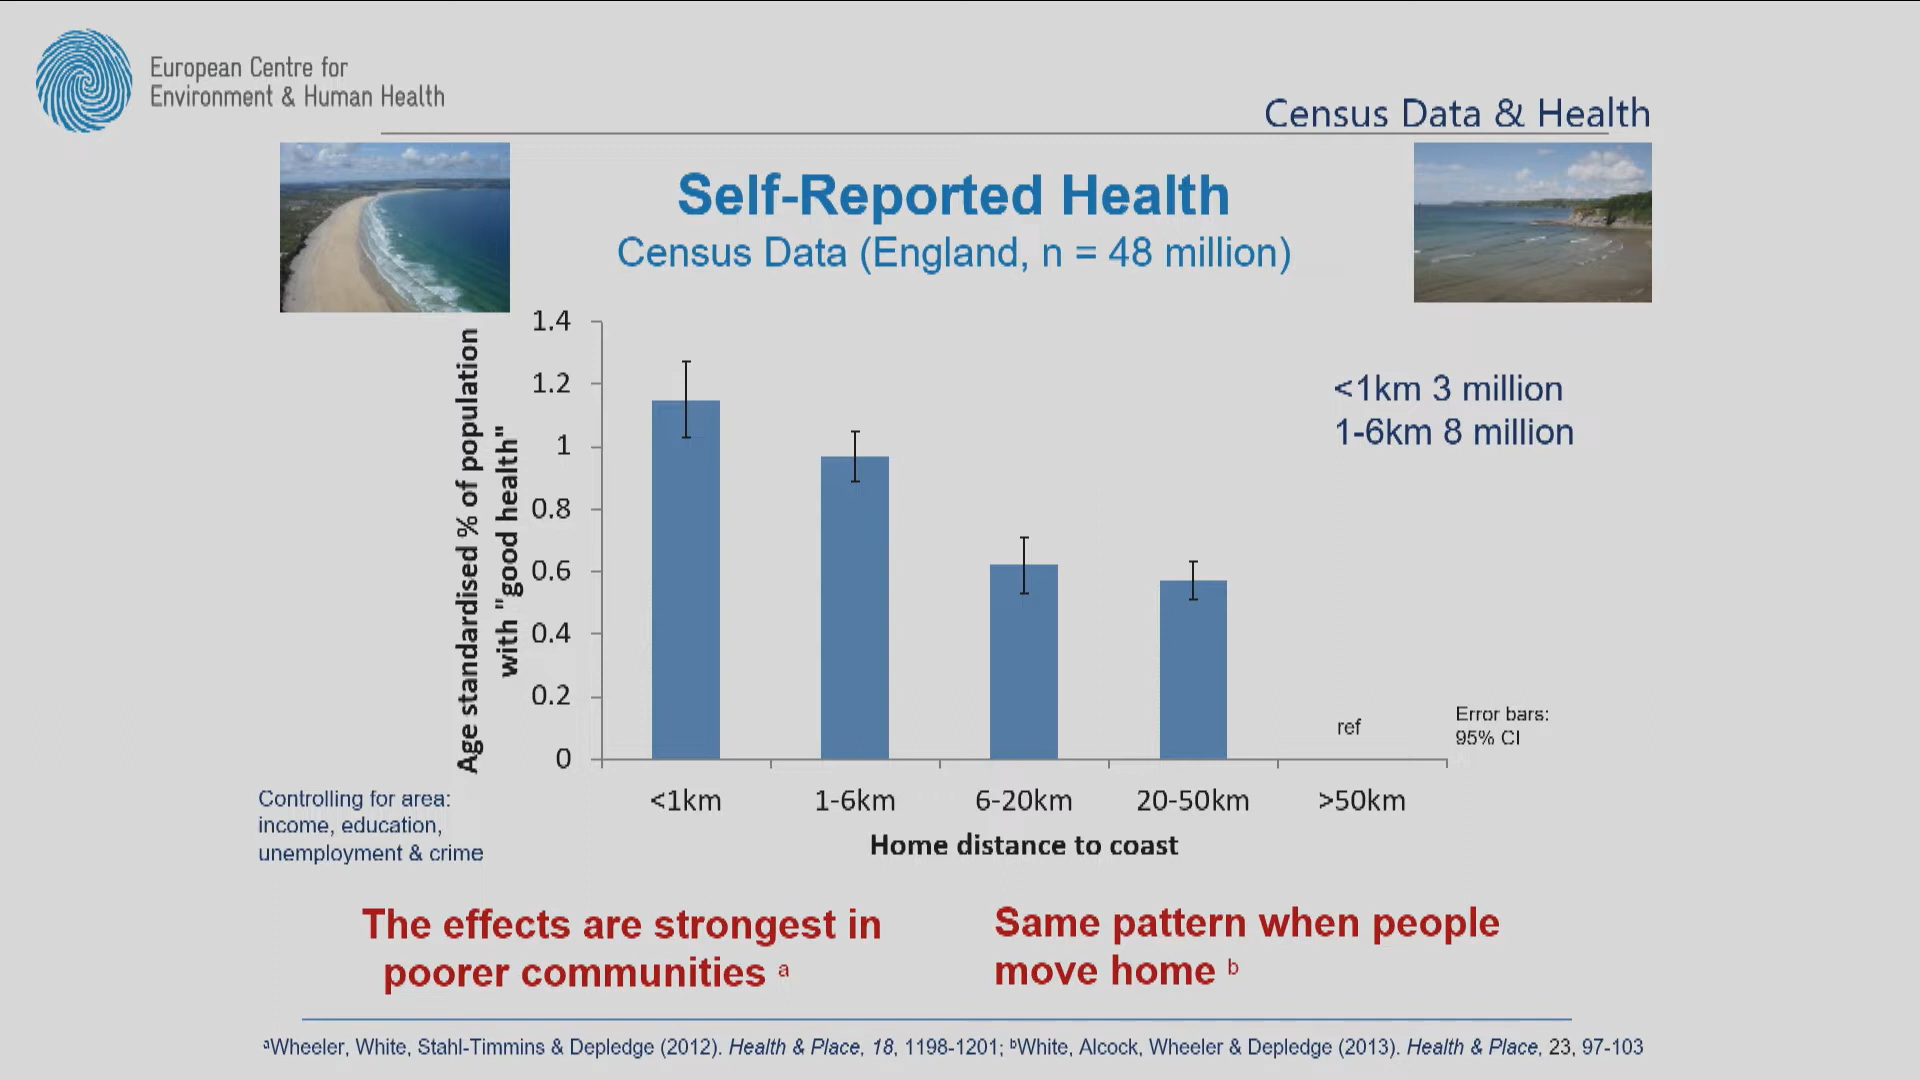 European Centre for
Environment & Human Health
Census Data & Health
Self-Reported Health
Census Data (England, n = 48 million)
Age standardised % of population
with "good health"
1.4
1.2
1
0.8
0.6
0.4
0.2
0
<1km 3 million
1-6km 8 million
ref
Error bars:
95% CI
<1km
1-6km
6-20km
20-50km
>50km
Home distance to coast
Controlling for area:
income, education,
unemployment & crime
The effects are strongest in
poorer communities a
Same pattern when people
move home b
aWheeler, White, Stahl-Timmins & Depledge (2012). Health & Place, 18, 1198-1201; bWhite, Alcock, Wheeler & Depledge (2013). Health & Place, 23, 97-103